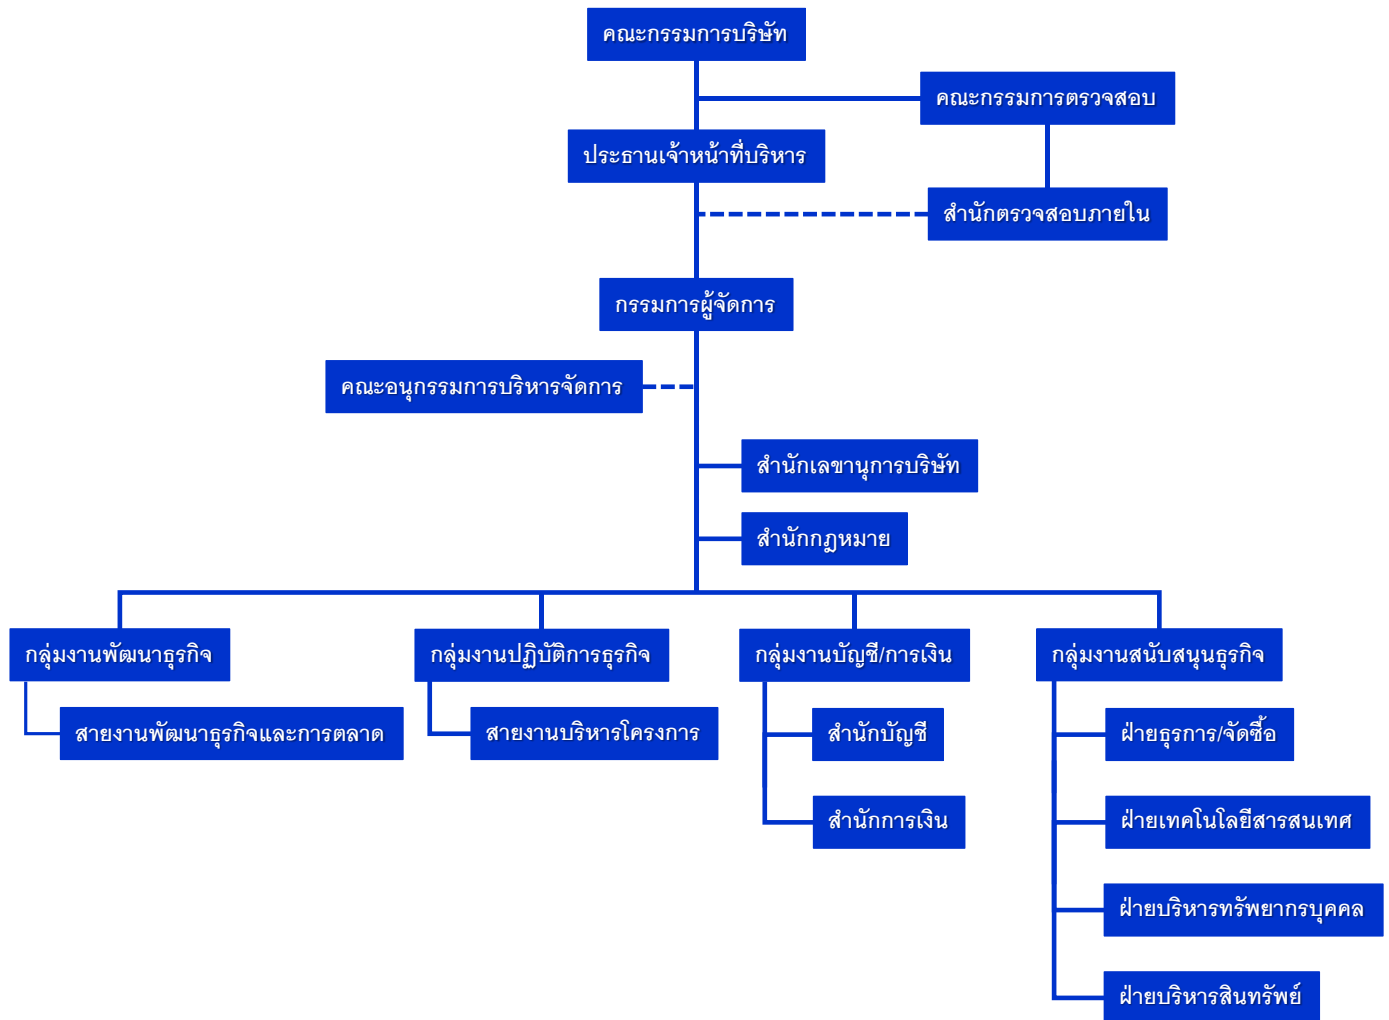 คณะกรรมการบริษัท
คณะกรรมการตรวจสอบ
ประธานเจ้าหน้าที่บริหาร
สำนักตรวจสอบภายใน
กรรมการผู้จัดการ
คณะอนุกรรมการบริหารจัดการ
สำนักเลขานุการบริษัท
สำนักกฎหมาย
กลุ่มงานพัฒนาธุรกิจ
กลุ่มงานปฏิบัติการธุรกิจ
กลุ่มงานบัญชี/การเงิน
กลุ่มงานสนับสนุนธุรกิจ
สายงานพัฒนาธุรกิจและการตลาด
สายงานบริหารโครงการ
สำนักบัญชี
ฝ่ายธุรการ/จัดซื้อ
สำนักการเงิน
ฝ่ายเทคโนโลยีสารสนเทศ
ฝ่ายบริหารทรัพยากรบุคคล
ฝ่ายบริหารสินทรัพย์